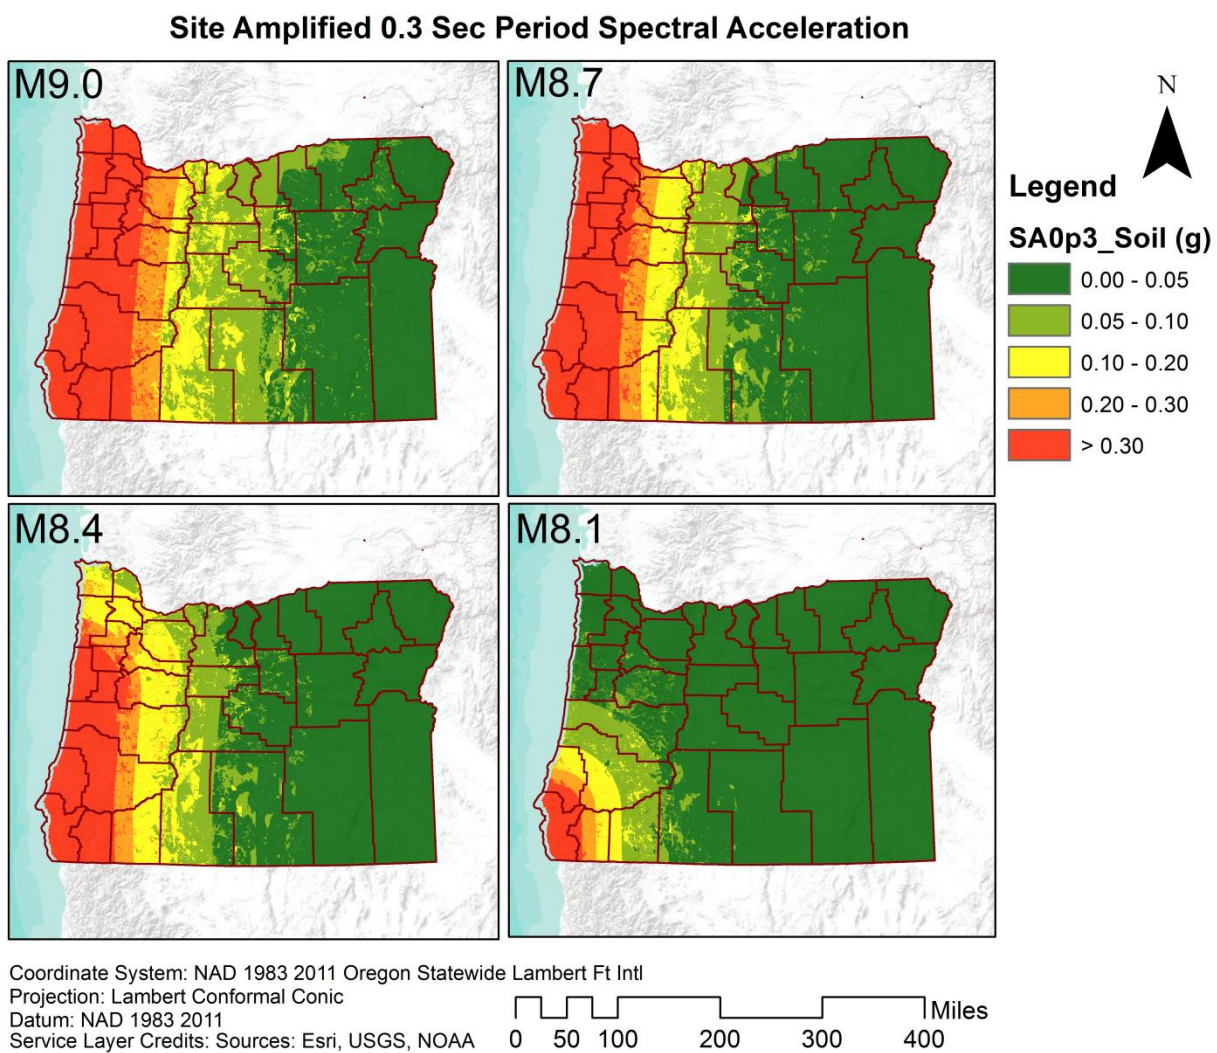 Site Amplified 0.3 Sec Period Spectral Acceleration
M9.0
M8.7
N
Legend
SA0p3_Soil (g)
0.00 - 0.05
0.05 - 0.10
0.10 - 0.20
0.20 - 0.30
> 0.30
M8.4
M8.1
Coordinate System: NAD 1983 2011 Oregon Statewide Lambert Ft Intl
Projection: Lambert Conformal Conic
Datum: NAD 1983 2011
Service Layer Credits: Sources: Esri, USGS, NOAA
Miles
0 50 100 200 300 400